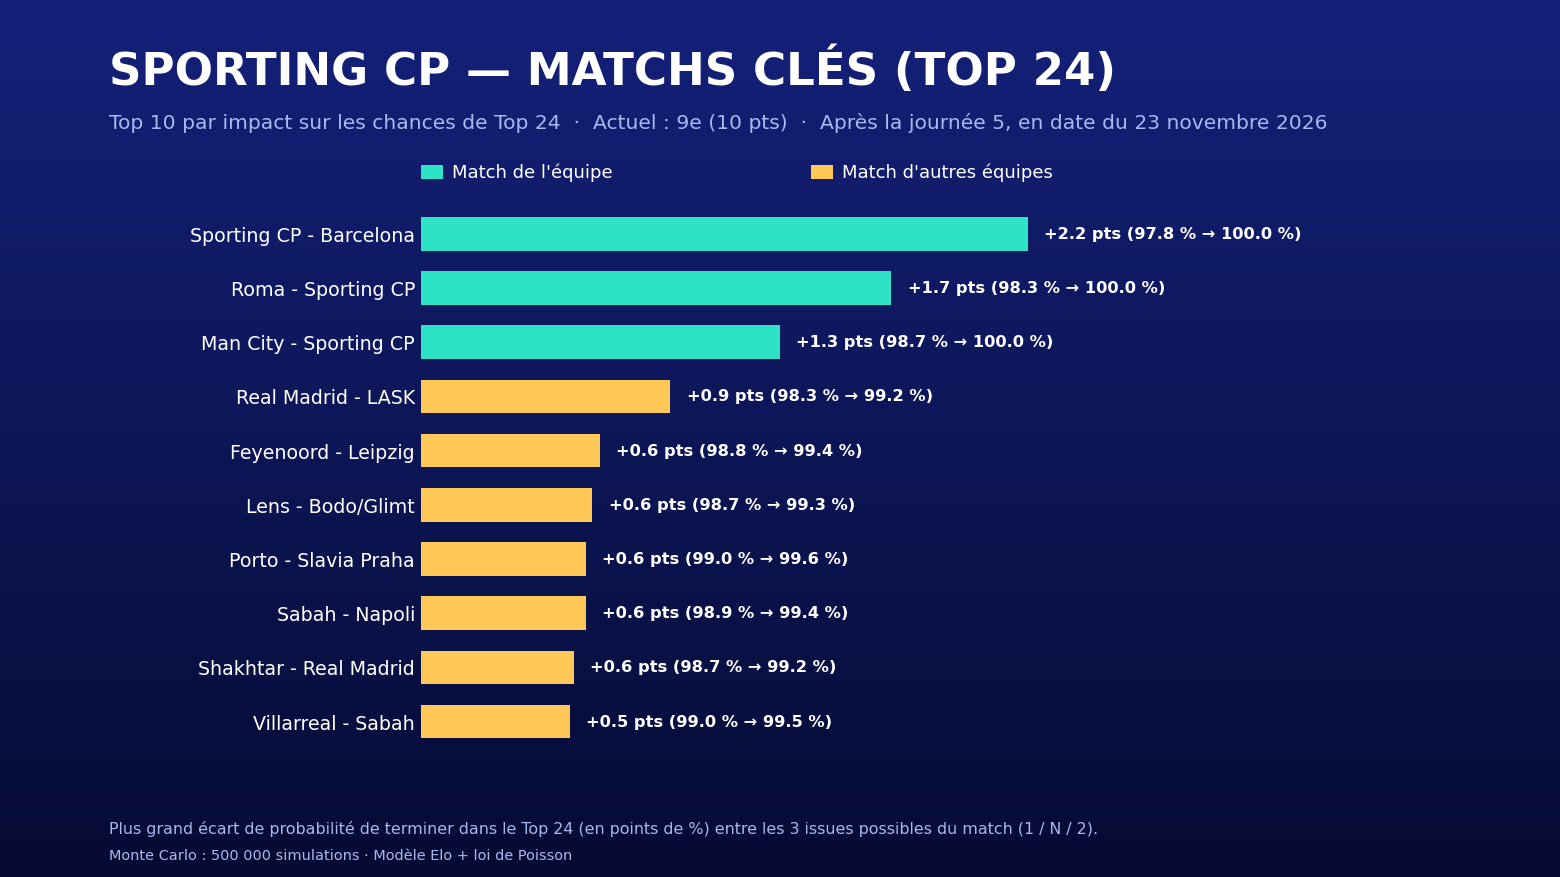 SPORTING CP — MATCHS CLÉS (TOP 24)
Top 10 par impact sur les chances de Top 24 · Actuel : 9e (10 pts) · Après la journée 5, en date du 23 novembre 2026
Match de l'équipe
Match d'autres équipes
Sporting CP - Barcelona +2.2 pts (97.8 % → 100.0 %)
Roma - Sporting CP +1.7 pts (98.3 % → 100.0 %)
Man City - Sporting CP +1.3 pts (98.7 % → 100.0 %)
Real Madrid - LASK +0.9 pts (98.3 % → 99.2 %)
Feyenoord - Leipzig +0.6 pts (98.8 % → 99.4 %)
Lens - Bodo/Glimt +0.6 pts (98.7 % → 99.3 %)
Porto - Slavia Praha +0.6 pts (99.0 % → 99.6 %)
Sabah - Napoli +0.6 pts (98.9 % → 99.4 %)
Shakhtar - Real Madrid +0.6 pts (98.7 % → 99.2 %)
Villarreal - Sabah +0.5 pts (99.0 % → 99.5 %)
Plus grand écart de probabilité de terminer dans le Top 24 (en points de %) entre les 3 issues possibles du match (1 / N / 2).
Monte Carlo : 500 000 simulations · Modèle Elo + loi de Poisson